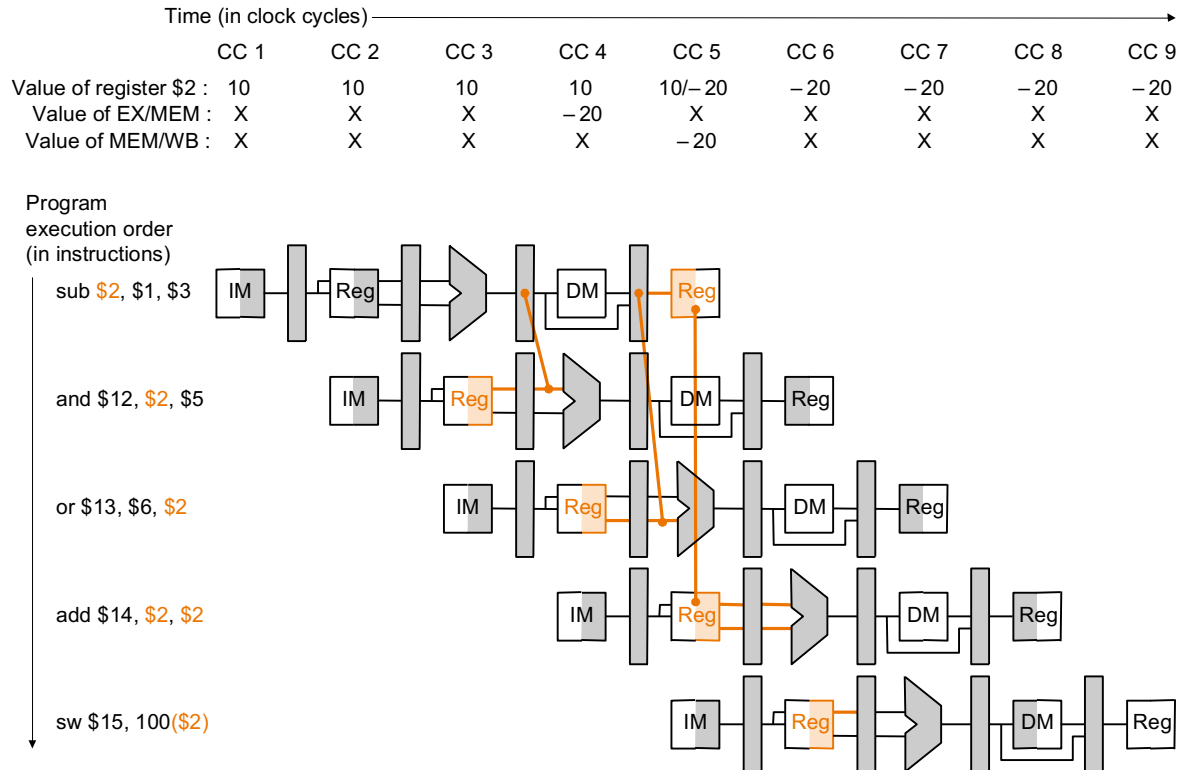 Time (in clock cycles)
CC 1 CC 2 CC 3 CC 4 CC 5 CC 6 CC 7 CC 8 CC 9
Value of register $2 : 10 10 10 10 10/– 20 – 20 – 20 – 20 – 20
Value of EX/MEM : X X X – 20 X X X X X
Value of MEM/WB : X X X X – 20 X X X X
Program
execution order
(in instructions)
sub $2, $1, $3
IM Reg DM Reg
and $12, $2, $5
IM Reg DM Reg
or $13, $6, $2
IM Reg DM Reg
add $14, $2, $2
IM Reg DM Reg
sw $15, 100($2)
IM Reg DM Reg